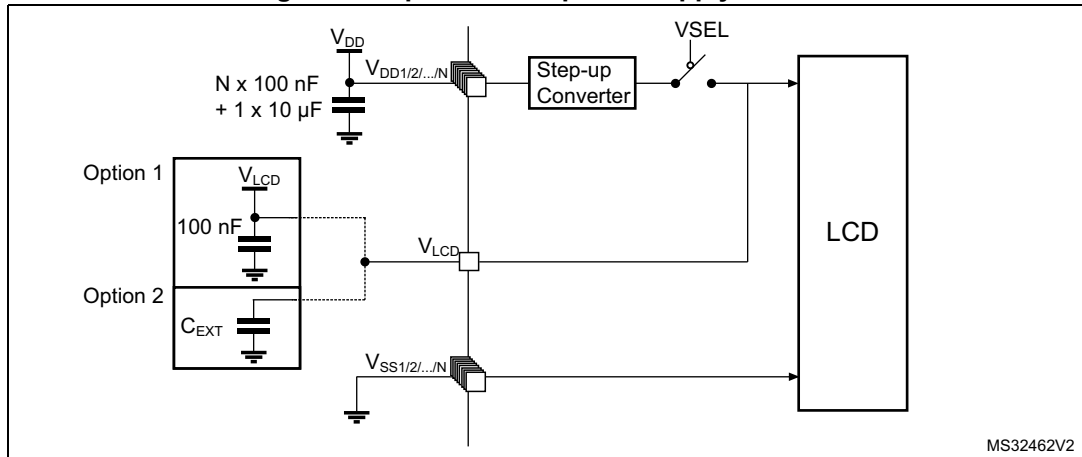 VSEL
VDD
VDD1/2/.../N
N x 100 nF
+ 1 x 10 µF
Step-up
Converter
Option 1
VLCD
100 nF
VLCD
LCD
Option 2
CEXT
VSS1/2/.../N
MS32462V2